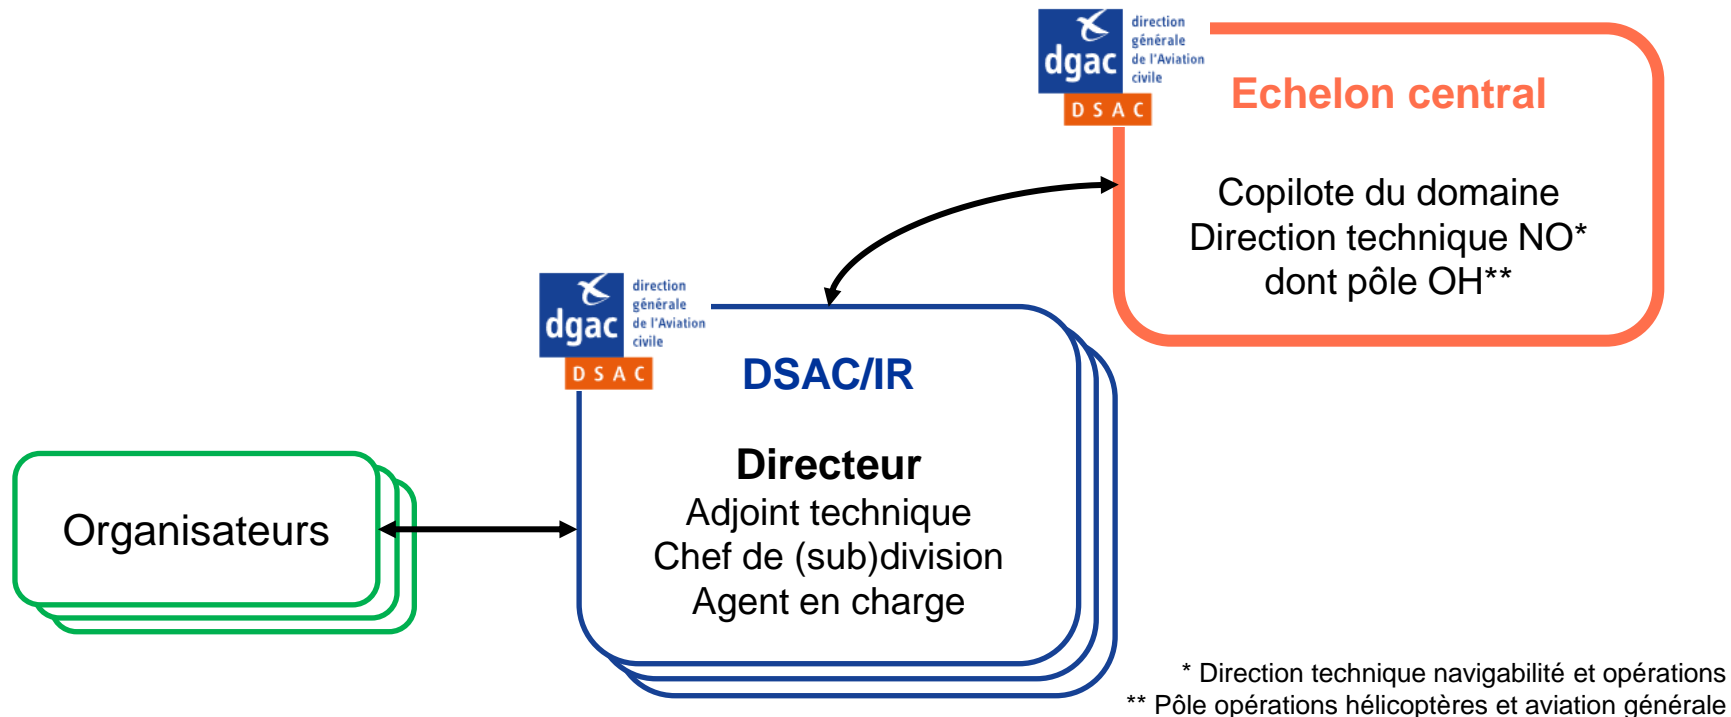 dgac
direction
générale
de l'Aviation
civile
DSAC
Echelon central
Copilote du domaine
Direction technique NO*
dont pôle OH**
dgac
direction
générale
de l'Aviation
civile
DSAC
DSAC/IR
Directeur
Adjoint technique
Chef de (sub)division
Agent en charge
Organisateurs
* Direction technique navigabilité et opérations
** Pôle opérations hélicoptères et aviation générale